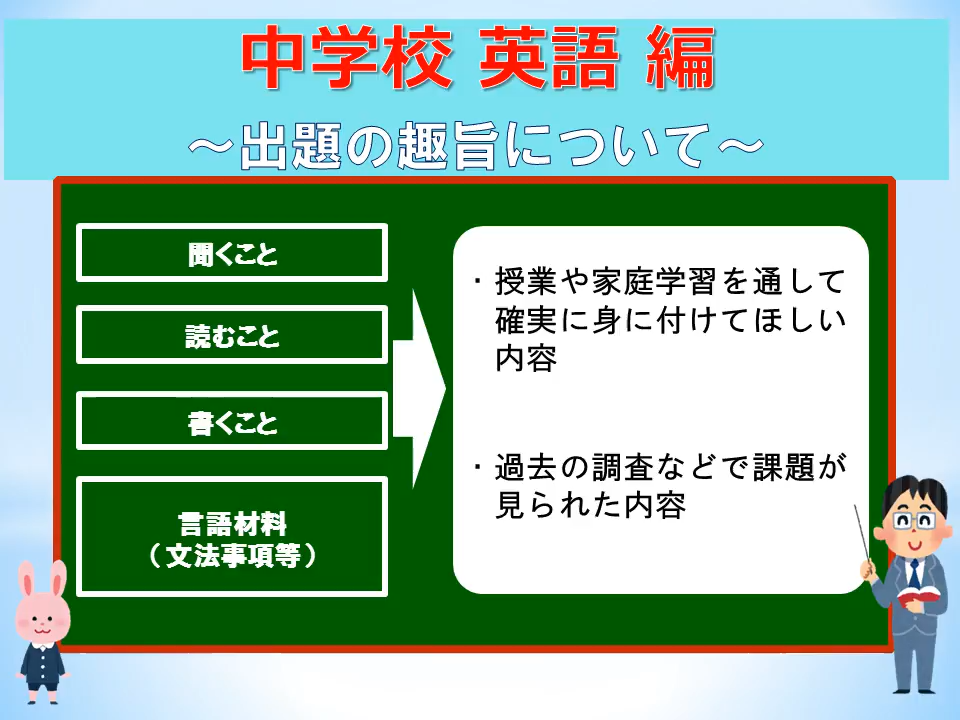 中学校 英語 編
～出題の趣旨について～
聞くこと
読むこと
書くこと
言語材料
（文法事項等）
・授業や家庭学習を通して
確実に身に付けてほしい
内容
・過去の調査などで課題が
見られた内容